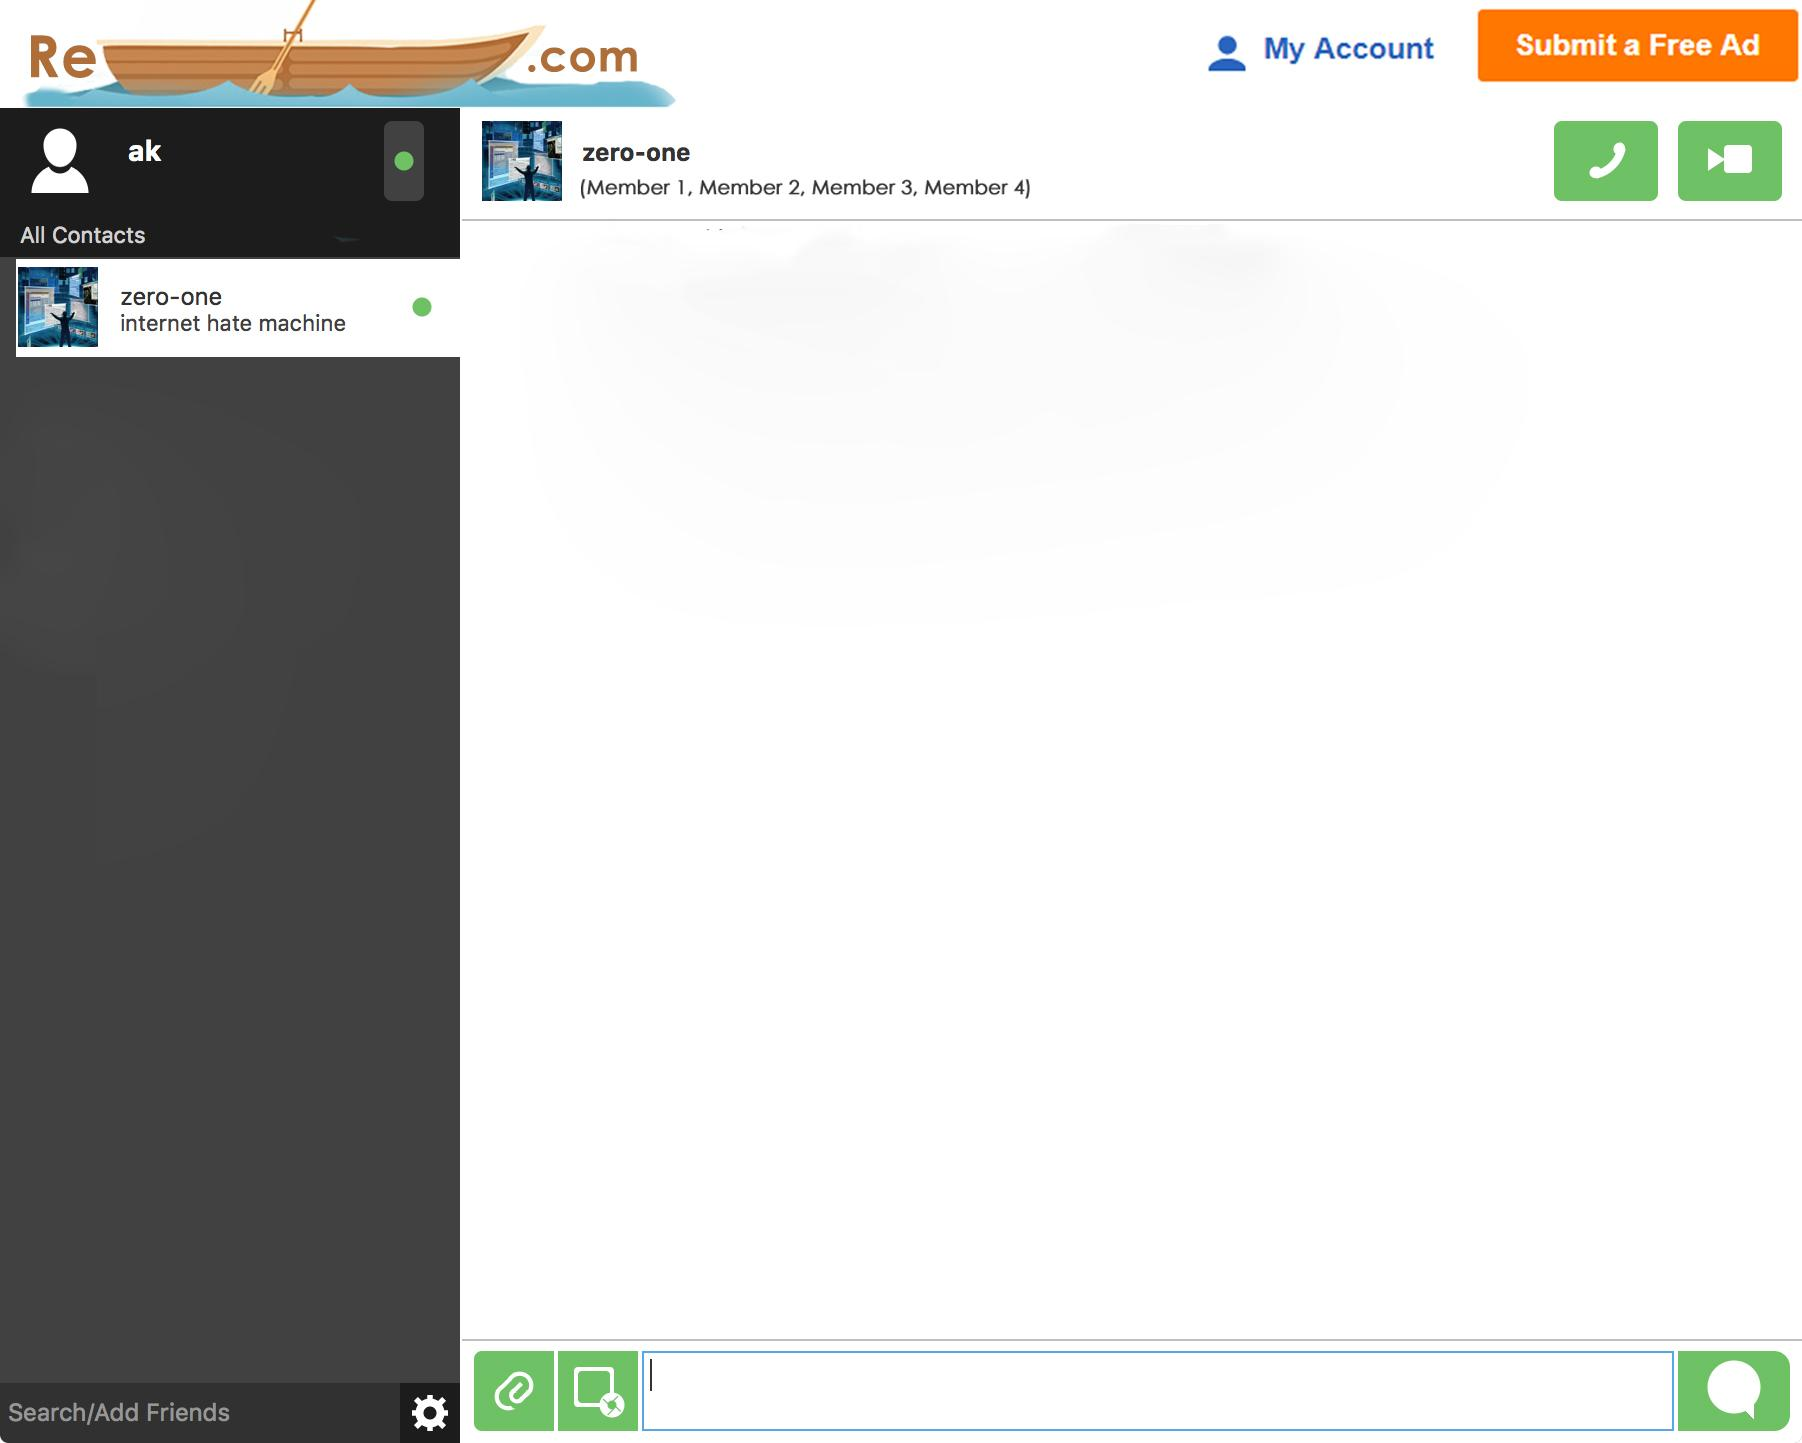 Re .com
My Account
Submit a Free Ad
ak
All Contacts
zero-one
internet hate machine
zero-one
(Member 1, Member 2, Member 3, Member 4)
Search/Add Friends